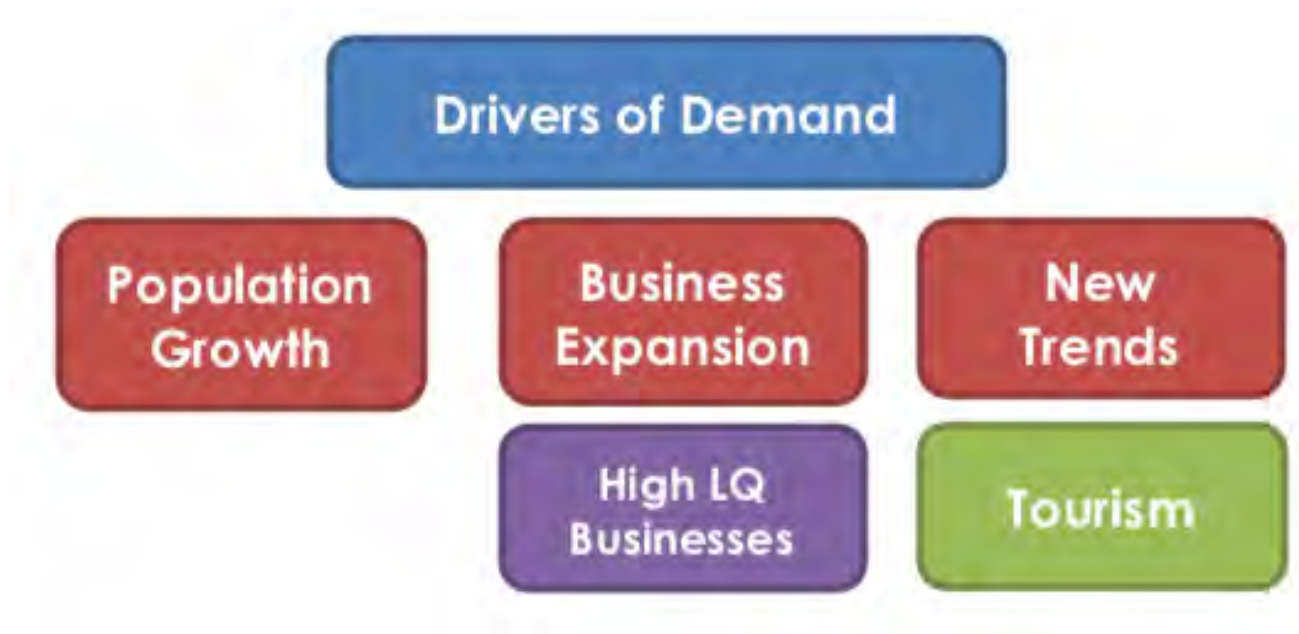 Drivers of Demand
Population
Growth
Business
Expansion
New
Trends
High LQ
Businesses
Tourism